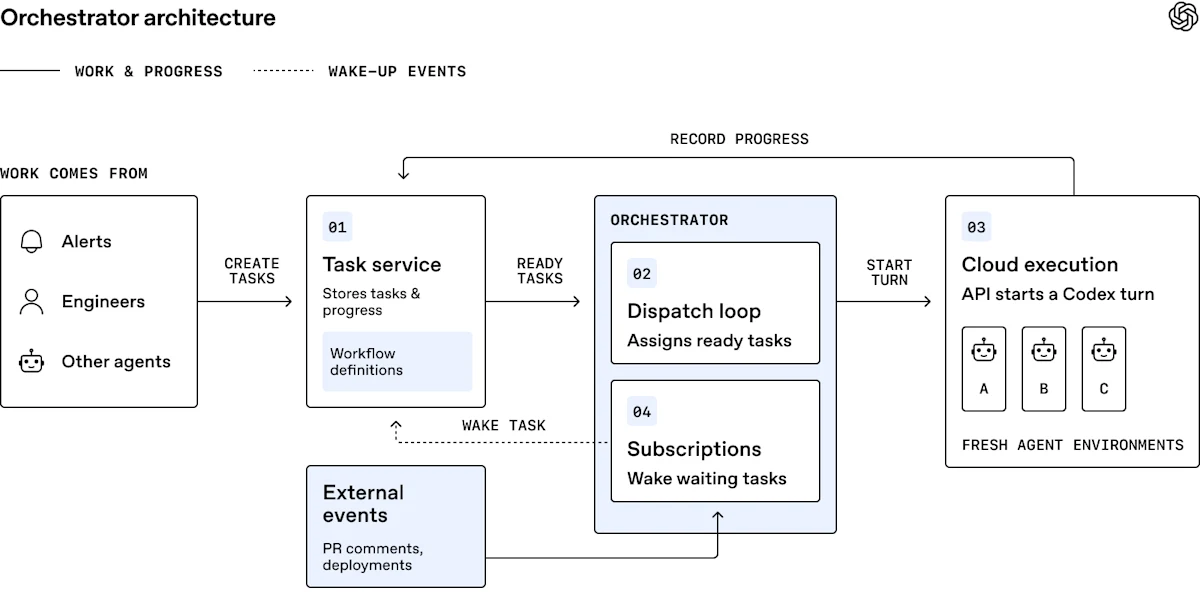 Orchestrator architecture
WORK & PROGRESS
WAKE-UP EVENTS
RECORD PROGRESS
WORK COMES FROM
Alerts
Engineers
Other agents
CREATE
TASKS
01
Task service
Stores tasks &
progress
Workflow
definitions
READY
TASKS
ORCHESTRATOR
02
Dispatch loop
Assigns ready tasks
04
Subscriptions
Wake waiting tasks
START
TURN
03
Cloud execution
API starts a Codex turn
A
B
C
FRESH AGENT ENVIRONMENTS
WAKE TASK
External
events
PR comments,
deployments